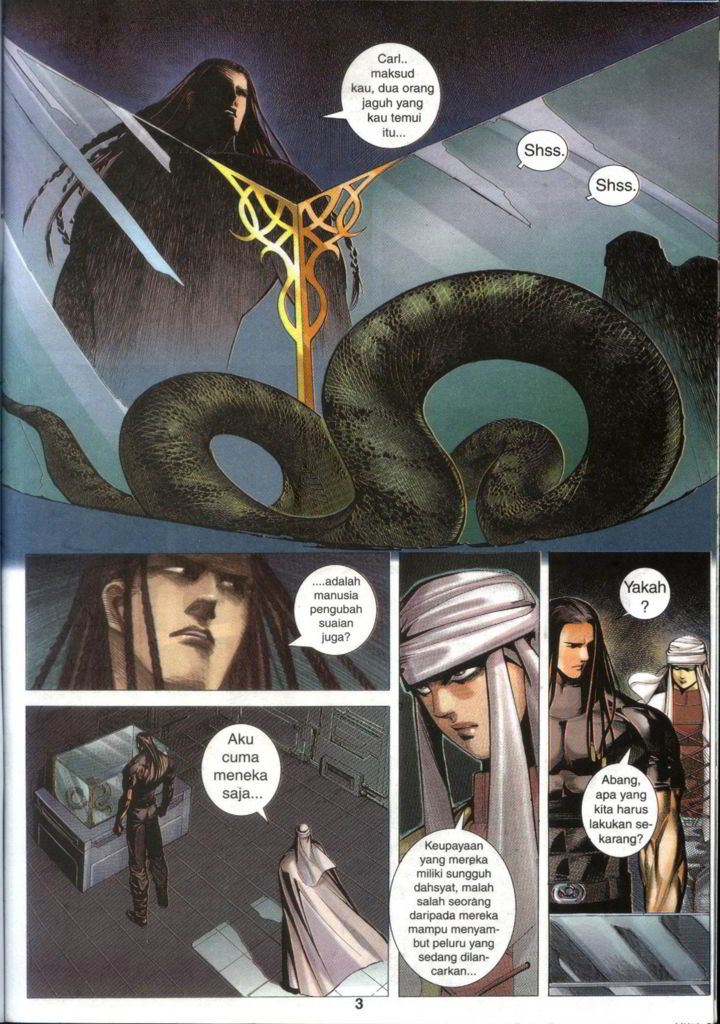 Carl..
maksud
kau, dua orang
jaguh yang
kau temui
itu...
Shss.
Shss.
....adalah
manusia
pengubah
suaian
juga?
Aku
cuma
meneka
saja...
Keupayaan
yang mereka
miliki sungguh
dahsyat, malah
salah seorang
daripada mereka
mampu menyam-
but peluru yang
sedang dilan-
carkan...
Yakah
?
Abang,
apa yang
kita harus
lakukan se-
karang?
3